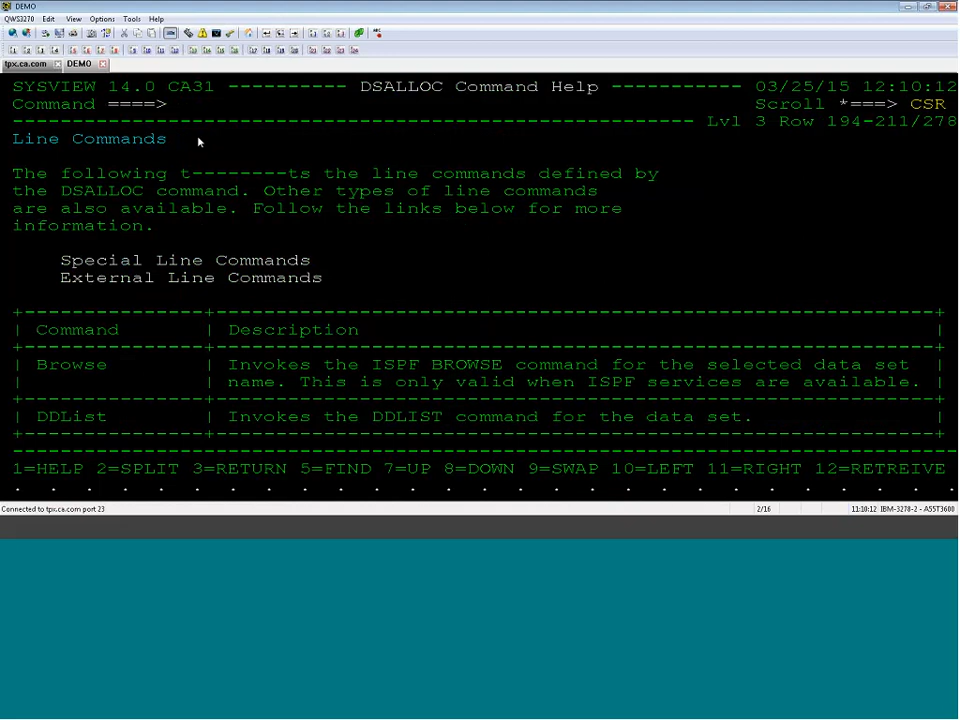 DEMO
QWS3270 Edit View Options Tools Help
tpx.ca.com DEMO
SYSVIEW 14.0 CA31 ---------- DSALLOC Command Help ----------- 03/25/15 12:10:12
Command ====> Scroll *===> CSR
--------------------------------------------------------- Lvl 3 Row 194-211/278
Line Commands
The following t--------ts the line commands defined by
the DSALLOC command. Other types of line commands
are also available. Follow the links below for more
information.
Special Line Commands
External Line Commands
+---------------+------------------------------------------------------------+
| Command | Description |
+---------------+------------------------------------------------------------+
| Browse | Invokes the ISPF BROWSE command for the selected data set
| | name. This is only valid when ISPF services are available. |
+---------------+------------------------------------------------------------+
| DDList | Invokes the DDLIST command for the data set. |
+---------------+------------------------------------------------------------+
-------------------------------------------------------------------------------
1=HELP 2=SPLIT 3=RETURN 5=FIND 7=UP 8=DOWN 9=SWAP 10=LEFT 11=RIGHT 12=RETREIVE
Connected to tpx.ca.com port 23 2/16 11:10:12 IBM-3278-2 - A55T3600